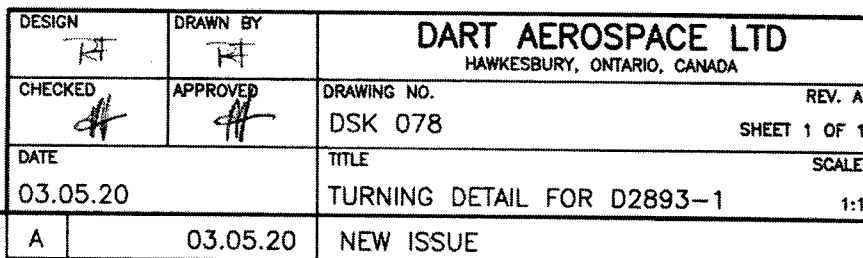 DESIGN
DRAWN BY
DART AEROSPACE LTD
HAWKESBURY, ONTARIO, CANADA
CHECKED
APPROVED
DRAWING NO.
REV. A
DSK 078
SHEET 1 OF 1
DATE
TITLE
SCALE
03.05.20
TURNING DETAIL FOR D2893-1
1:1
A
03.05.20
NEW ISSUE